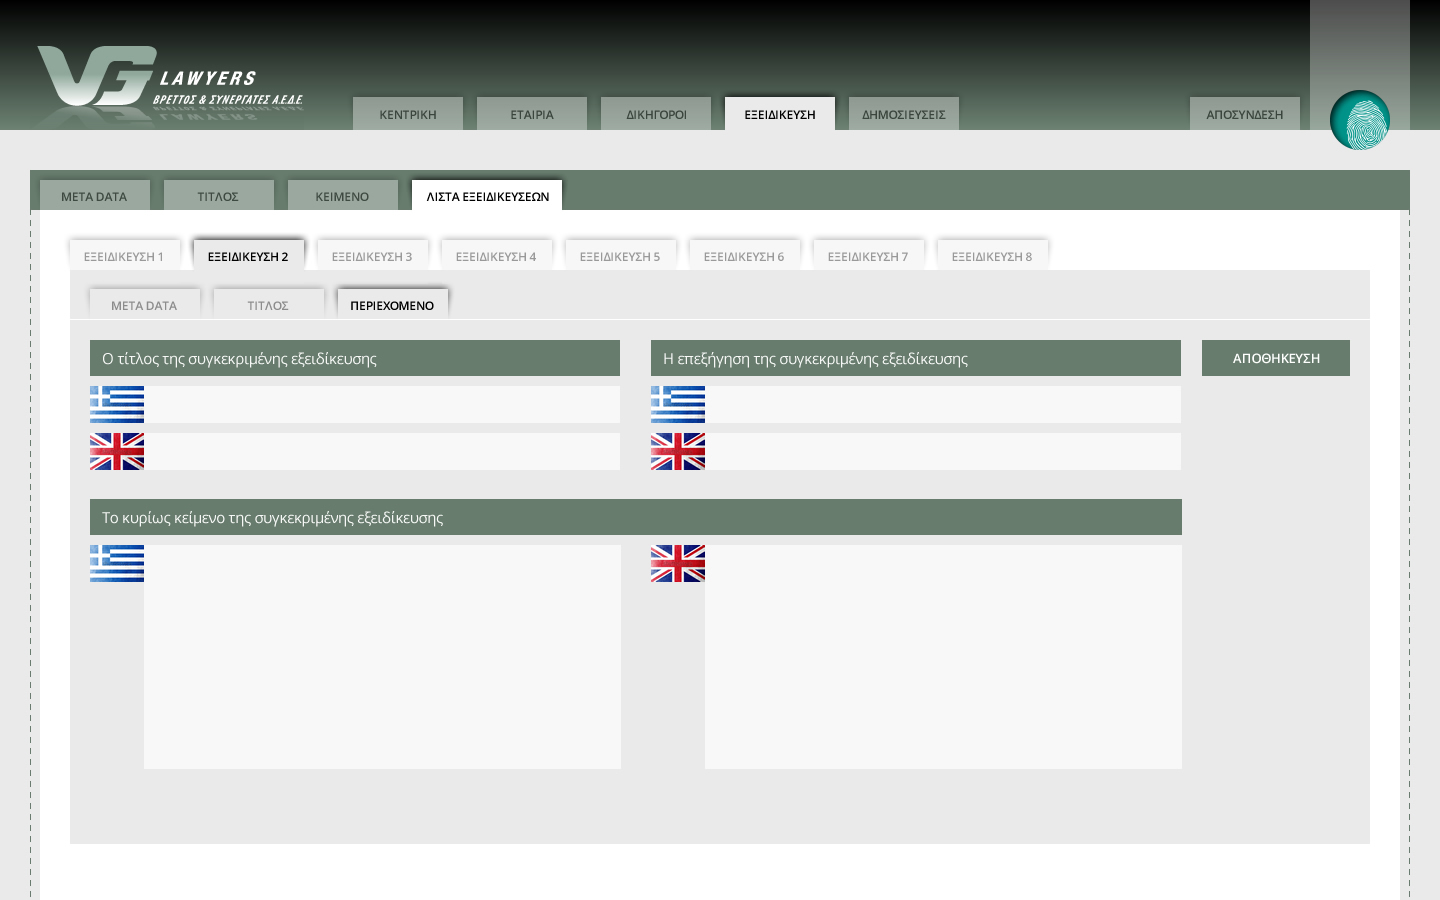 VG LAWYERS
ΒΡΕΤΤΟΣ & ΣΥΝΕΡΓΑΤΕΣ Α.Ε.Δ.Ε.
ΚΕΝΤΡΙΚΗ ΕΤΑΙΡΙΑ ΔΙΚΗΓΟΡΟΙ ΕΞΕΙΔΙΚΕΥΣΗ ΔΗΜΟΣΙΕΥΣΕΙΣ ΑΠΟΣΥΝΔΕΣΗ
META DATA ΤΙΤΛΟΣ ΚΕΙΜΕΝΟ ΛΙΣΤΑ ΕΞΕΙΔΙΚΕΥΣΕΩΝ
ΕΞΕΙΔΙΚΕΥΣΗ 1 ΕΞΕΙΔΙΚΕΥΣΗ 2 ΕΞΕΙΔΙΚΕΥΣΗ 3 ΕΞΕΙΔΙΚΕΥΣΗ 4 ΕΞΕΙΔΙΚΕΥΣΗ 5 ΕΞΕΙΔΙΚΕΥΣΗ 6 ΕΞΕΙΔΙΚΕΥΣΗ 7 ΕΞΕΙΔΙΚΕΥΣΗ 8
META DATA ΤΙΤΛΟΣ ΠΕΡΙΕΧΟΜΕΝΟ
Ο τίτλος της συγκεκριμένης εξειδίκευσης Η επεξήγηση της συγκεκριμένης εξειδίκευσης ΑΠΟΘΗΚΕΥΣΗ
Το κυρίως κείμενο της συγκεκριμένης εξειδίκευσης